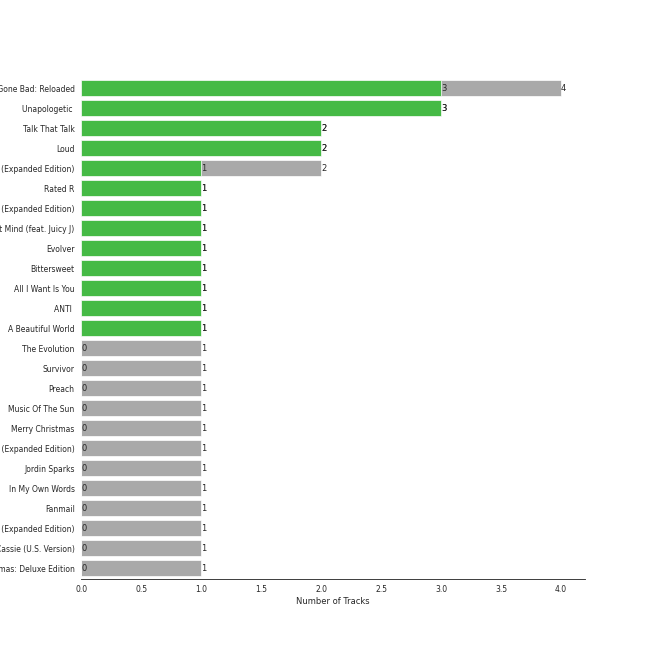 Gone Bad: Reloaded 3 4
Unapologetic 3
Talk That Talk 2
Loud 2
(Expanded Edition) 1 2
Rated R 1
(Expanded Edition) 1
t Mind (feat. Juicy J) 1
Evolver 1
Bittersweet 1
All I Want Is You 1
ANTI 1
A Beautiful World 1
The Evolution 0 1
Survivor 0 1
Preach 0 1
Music Of The Sun 0 1
Merry Christmas 0 1
(Expanded Edition) 0 1
Jordin Sparks 0 1
In My Own Words 0 1
Fanmail 0 1
(Expanded Edition) 0 1
Cassie (U.S. Version) 0 1
mas: Deluxe Edition 0 1
0.0 0.5 1.0 1.5 2.0 2.5 3.0 3.5 4.0
Number of Tracks